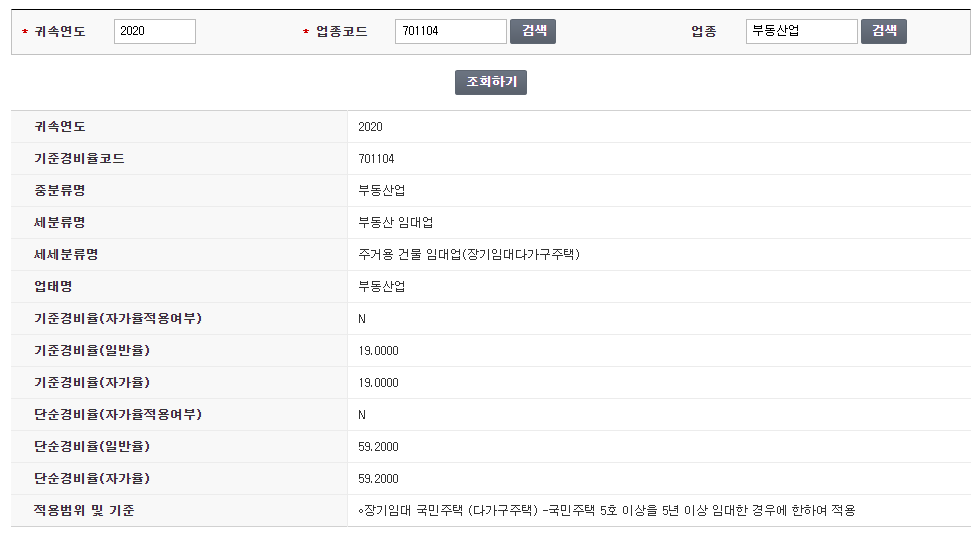 * 귀속연도 2020 * 업종코드 701104 검색 업종 부동산업 검색
조회하기
귀속연도 2020
기준경비율코드 701104
중분류명 부동산업
세분류명 부동산 임대업
세세분류명 주거용 건물 임대업(장기임대다가구주택)
업태명 부동산업
기준경비율(자가율적용여부) N
기준경비율(일반율) 19.0000
기준경비율(자가율) 19.0000
단순경비율(자가율적용여부) N
단순경비율(일반율) 59.2000
단순경비율(자가율) 59.2000
적용범위 및 기준 ◦장기임대 국민주택 (다가구주택) -국민주택 5호 이상을 5년 이상 임대한 경우에 한하여 적용